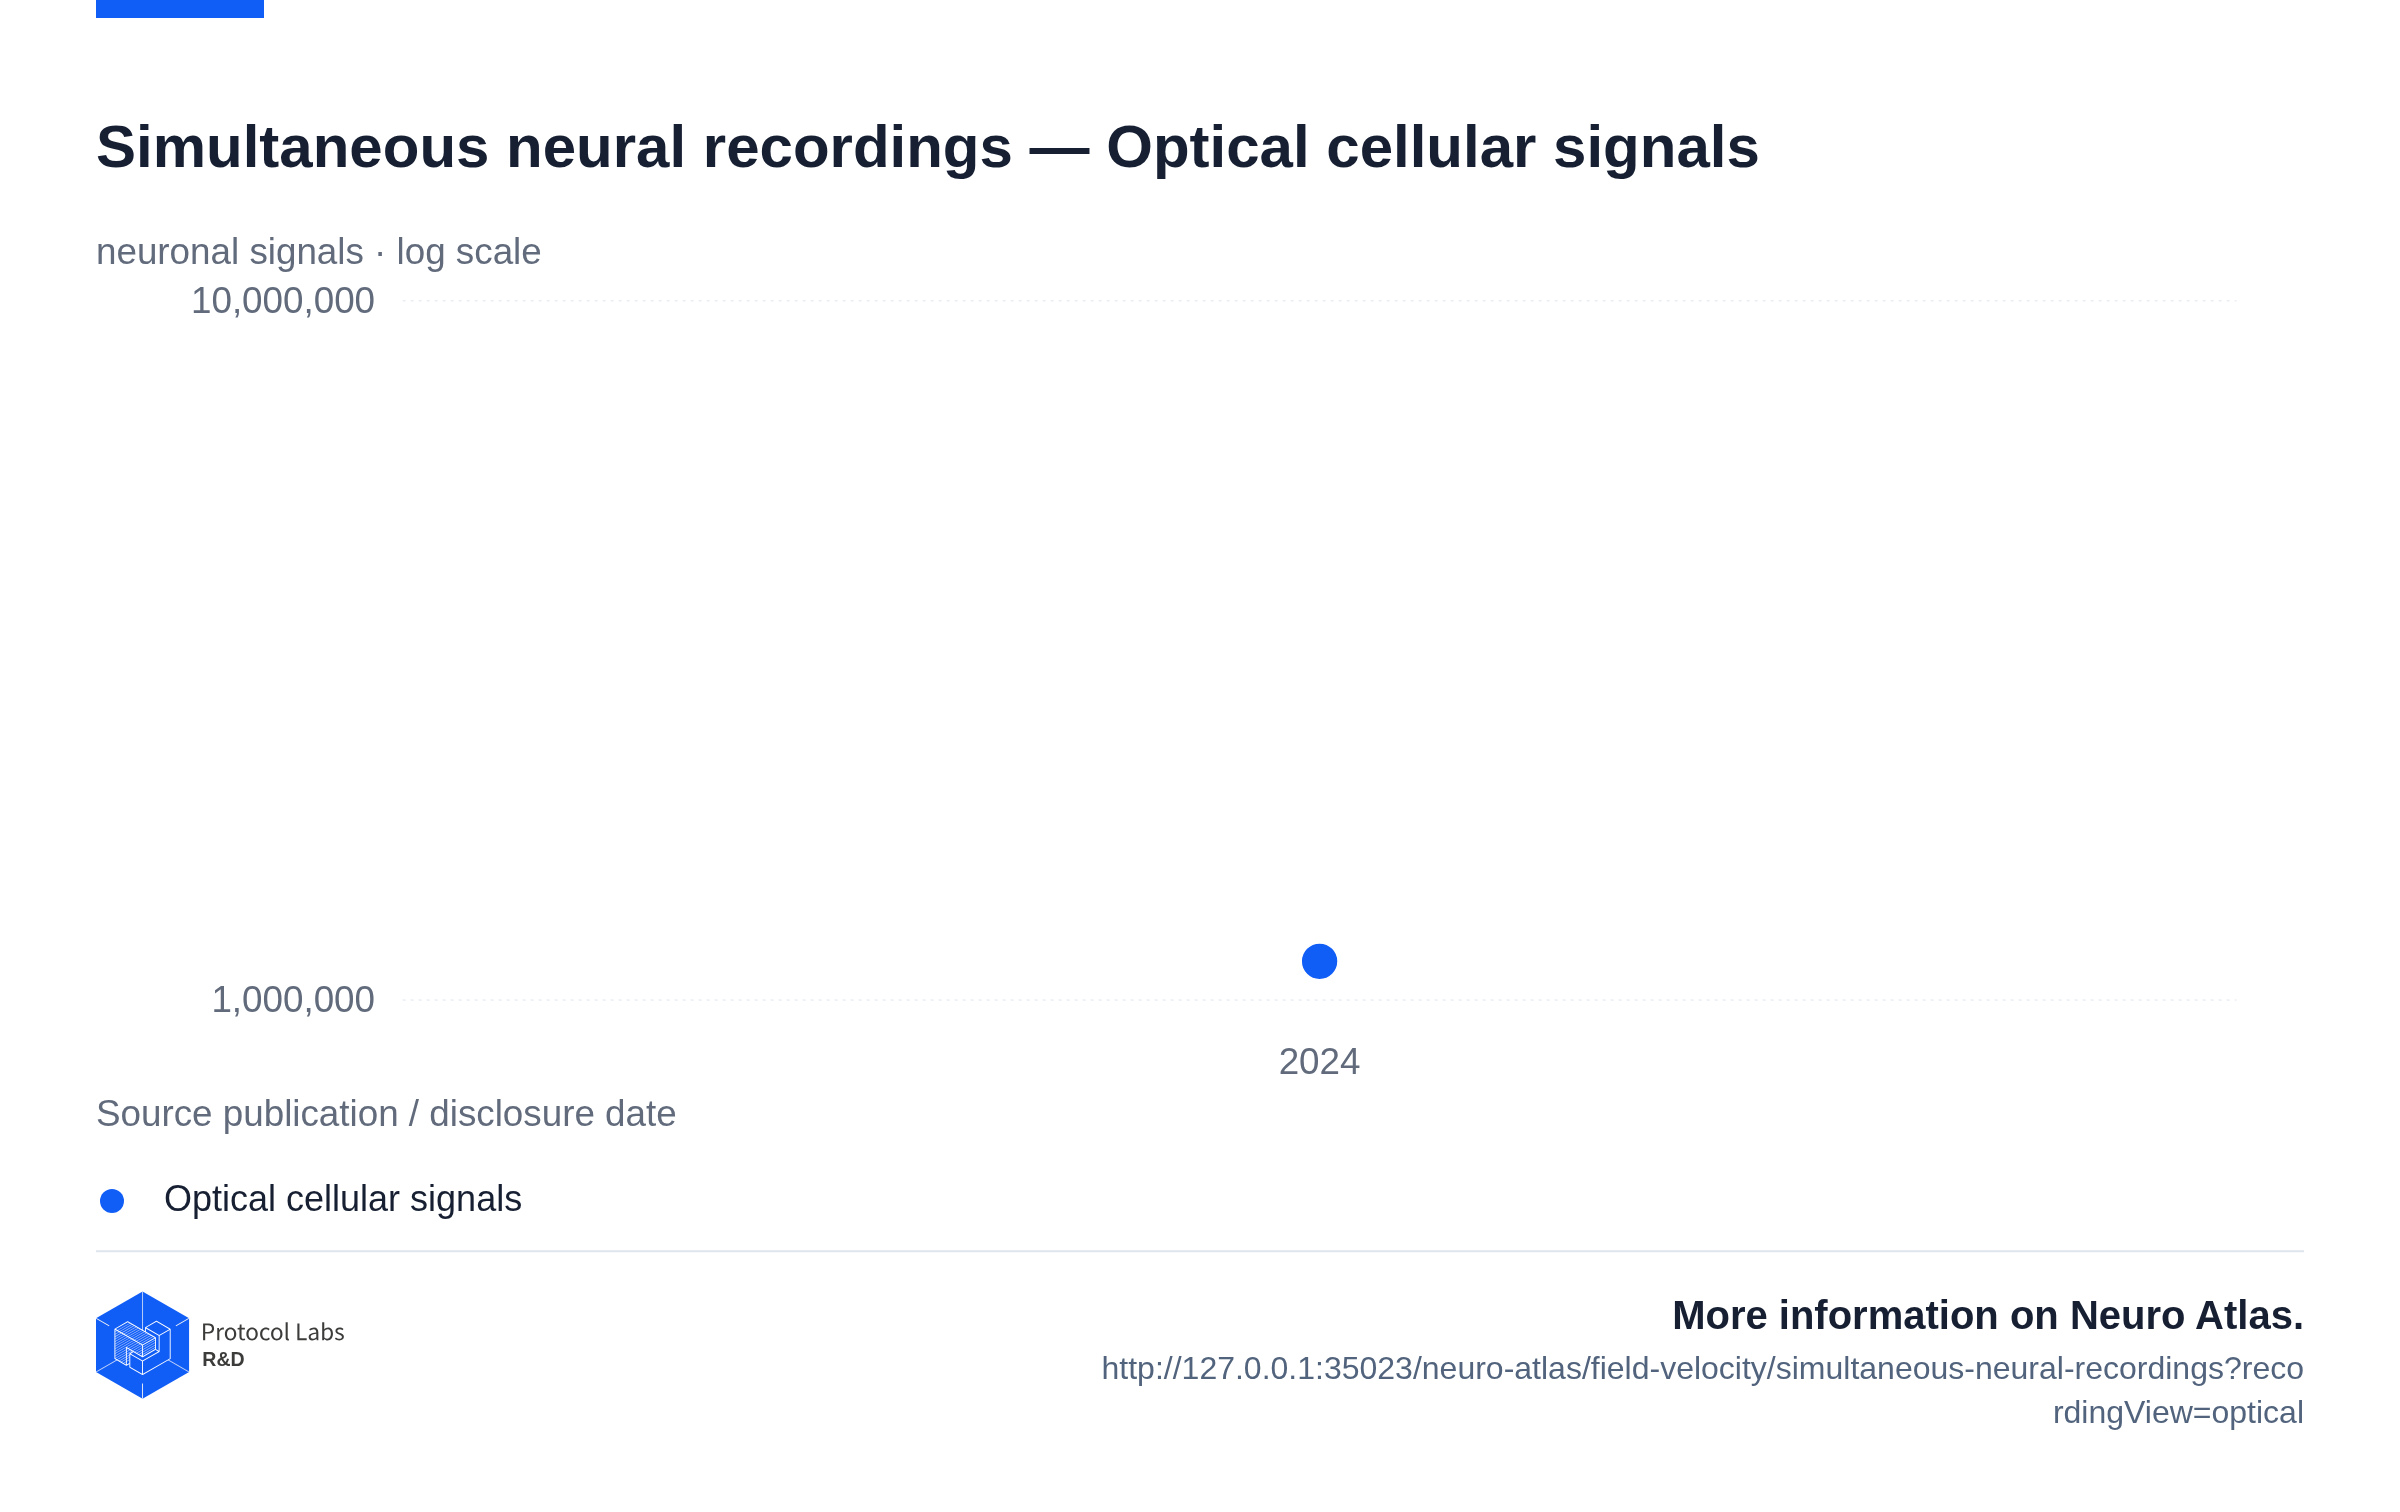 Simultaneous neural recordings — Optical cellular signals
neuronal signals · log scale
10,000,000
1,000,000
2024
Source publication / disclosure date
Optical cellular signals
Protocol Labs
R&D
More information on Neuro Atlas.
http://127.0.0.1:35023/neuro-atlas/field-velocity/simultaneous-neural-recordings?reco
rdingView=optical